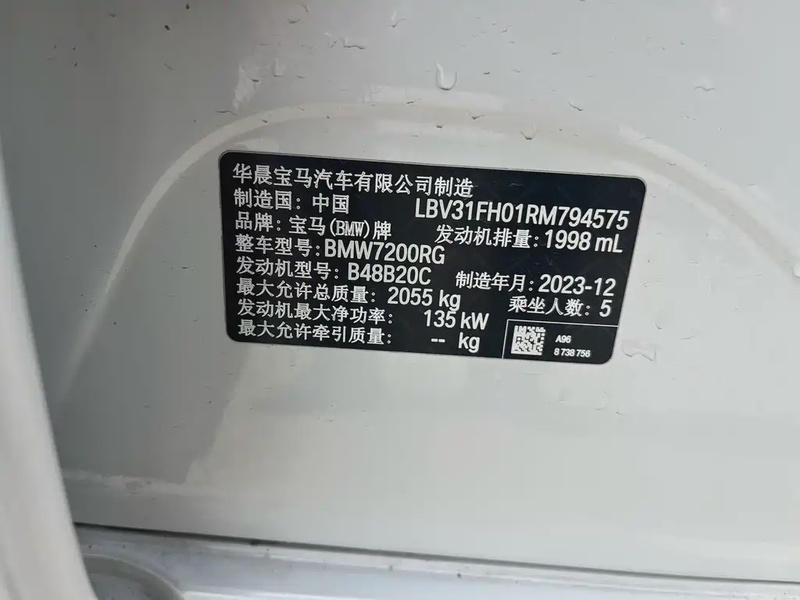 华晨宝马汽车有限公司制造
制造国：中国 LBV31FH01RM794575
品牌：宝马(BMW)牌 发动机排量：1998 mL
整车型号：BMW7200RG
发动机型号：B48B20C 制造年月：2023-12
最大允许总质量：2055 kg 乘坐人数：5
发动机最大净功率：135 kW
最大允许牵引质量：-- kg
A96
8 738 756